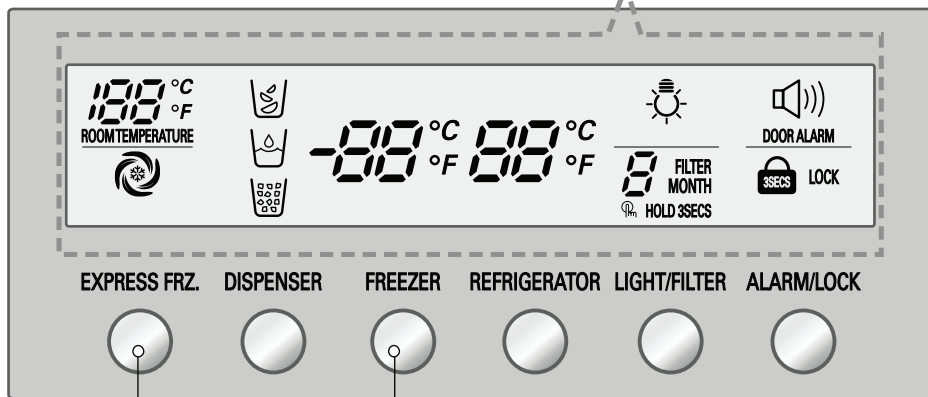 188 °C °F
ROOM TEMPERATURE
-88 °C °F
88 °C °F
8 FILTER MONTH
HOLD 3SECS
DOOR ALARM
3SECS LOCK
EXPRESS FRZ. DISPENSER FREEZER REFRIGERATOR LIGHT/FILTER ALARM/LOCK